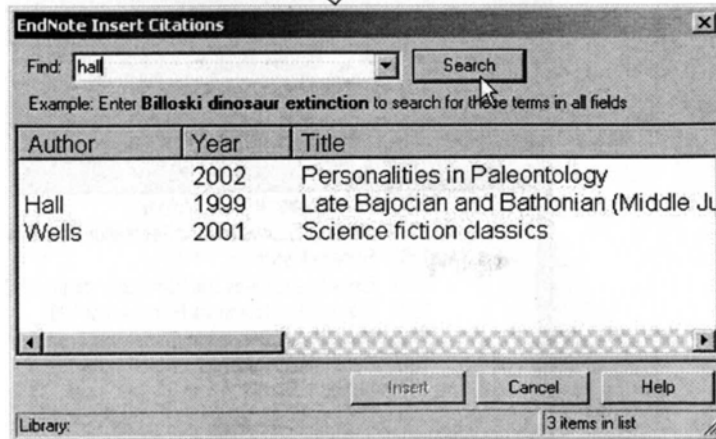 EndNote Insert Citations
Find: hall Search
Example: Enter Billoski dinosaur extinction to search for these terms in all fields
Author Year Title
2002 Personalities in Paleontology
Hall 1999 Late Bajocian and Bathonian (Middle Ju
Wells 2001 Science fiction classics
Insert Cancel Help
Library: 3 items in list